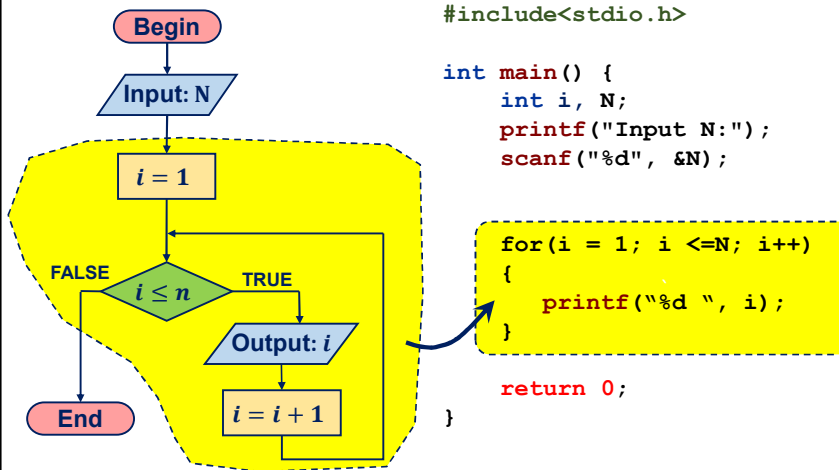 Begin
Input: N
i = 1
FALSE
i ≤ n
TRUE
Output: i
i = i + 1
End
#include<stdio.h>
int main() {
int i, N;
printf("Input N:");
scanf("%d", &N);
for(i = 1; i <=N; i++)
{
printf(“%d “, i);
}
return 0;
}